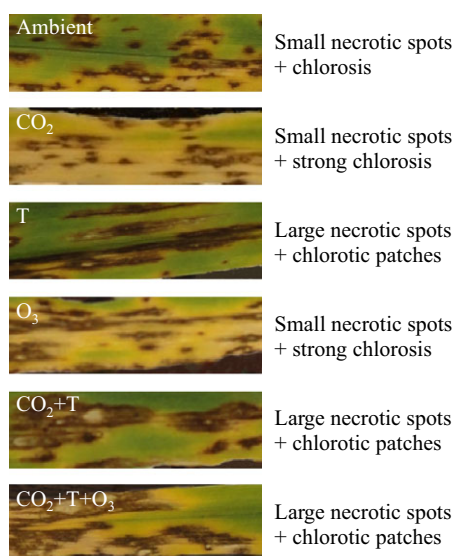 Ambient
Small necrotic spots
+ chlorosis
CO₂
Small necrotic spots
+ strong chlorosis
T
Large necrotic spots
+ chlorotic patches
O₃
Small necrotic spots
+ strong chlorosis
CO₂+T
Large necrotic spots
+ chlorotic patches
CO₂+T+O₃
Large necrotic spots
+ chlorotic patches